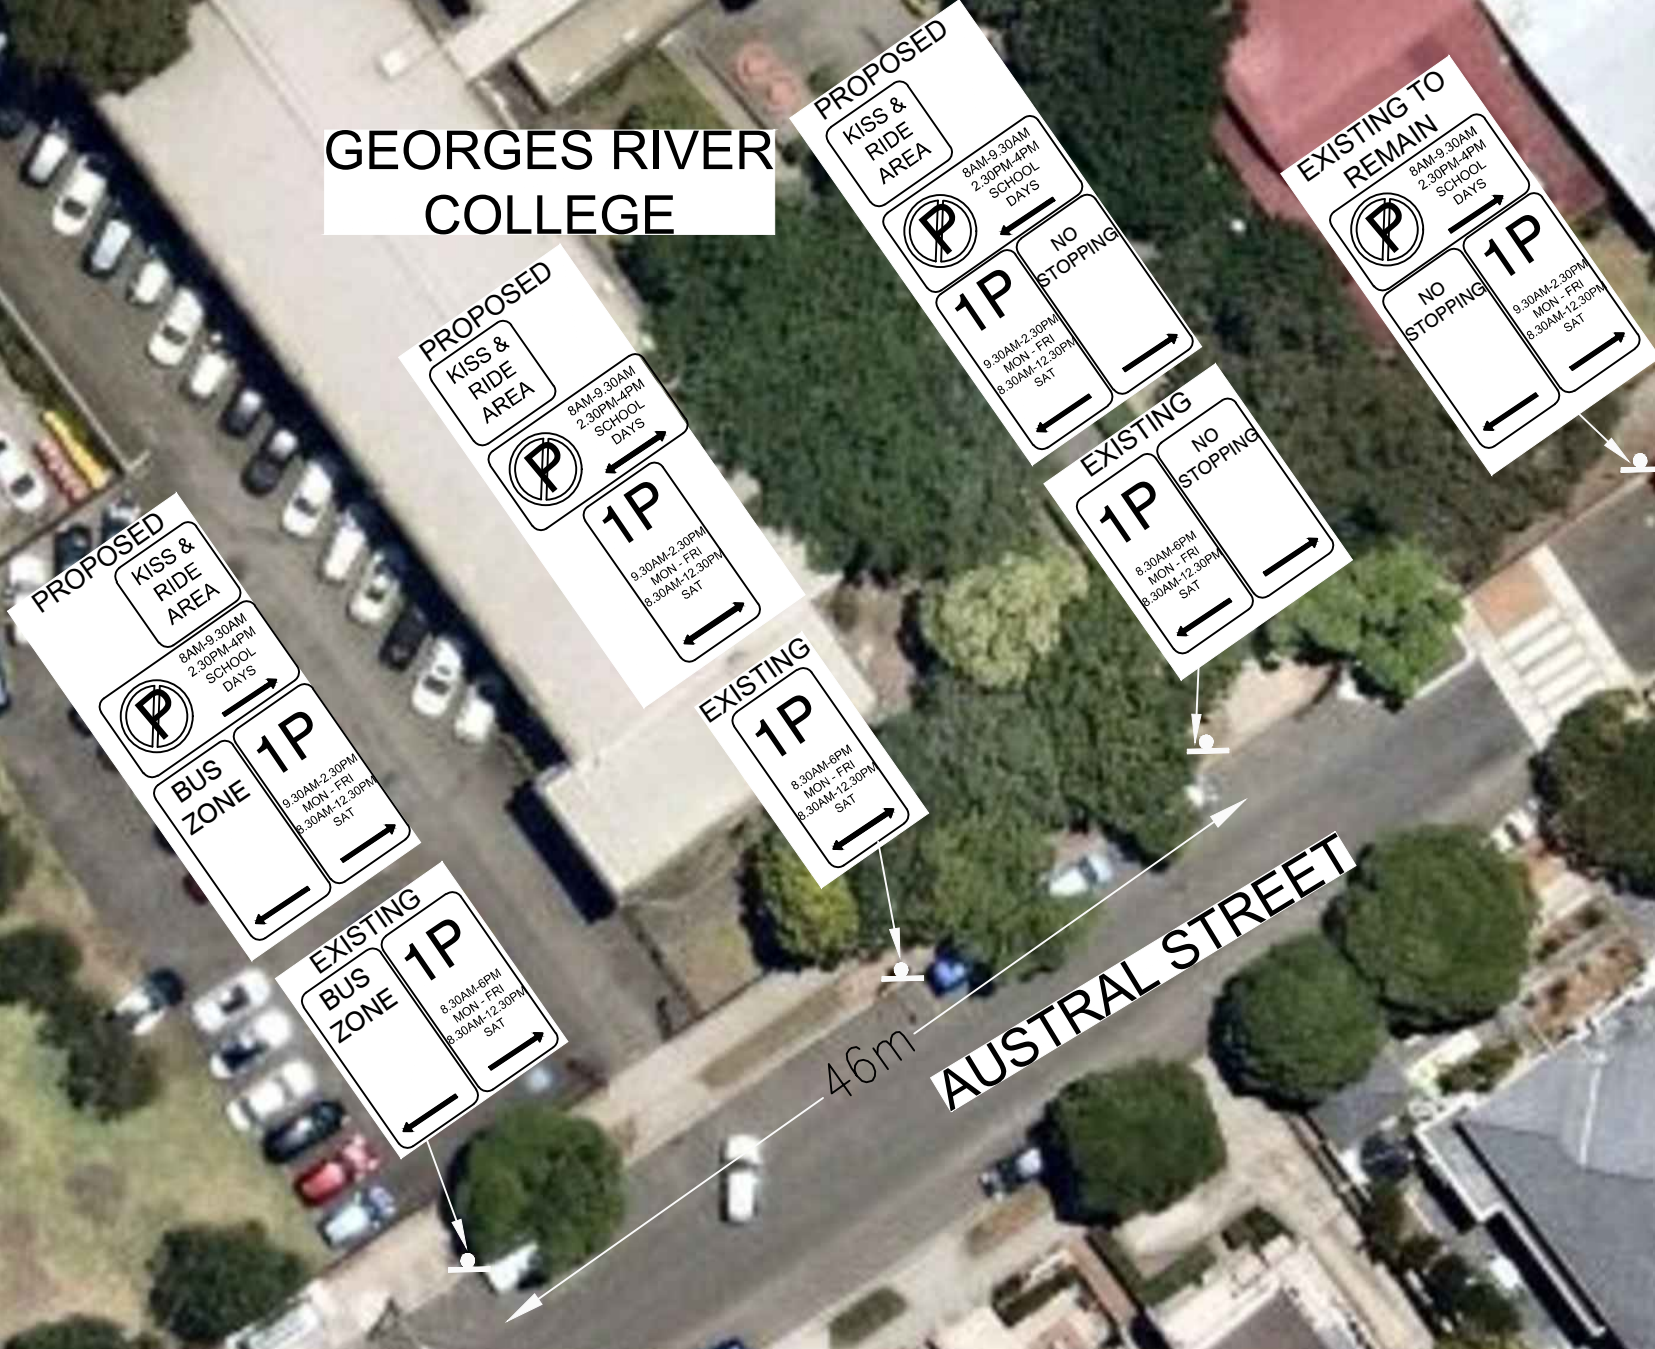 GEORGES RIVER
COLLEGE
PROPOSED
KISS &
RIDE
AREA
8AM-9.30AM
2.30PM-4PM
SCHOOL
DAYS
P
BUS
ZONE
1P
9.30AM-2.30PM
MON - FRI
8.30AM-12.30PM
SAT
EXISTING
BUS
ZONE
1P
8.30AM-6PM
MON - FRI
8.30AM-12.30PM
SAT
PROPOSED
KISS &
RIDE
AREA
8AM-9.30AM
2.30PM-4PM
SCHOOL
DAYS
P
1P
9.30AM-2.30PM
MON - FRI
8.30AM-12.30PM
SAT
EXISTING
1P
8.30AM-6PM
MON - FRI
8.30AM-12.30PM
SAT
PROPOSED
KISS &
RIDE
AREA
8AM-9.30AM
2.30PM-4PM
SCHOOL
DAYS
P
1P
9.30AM-2.30PM
MON - FRI
8.30AM-12.30PM
SAT
NO
STOPPING
EXISTING
1P
8.30AM-6PM
MON - FRI
8.30AM-12.30PM
SAT
NO
STOPPING
EXISTING TO
REMAIN
8AM-9.30AM
2.30PM-4PM
SCHOOL
DAYS
P
NO
STOPPING
1P
9.30AM-2.30PM
MON - FRI
8.30AM-12.30PM
SAT
46m
AUSTRAL STREET